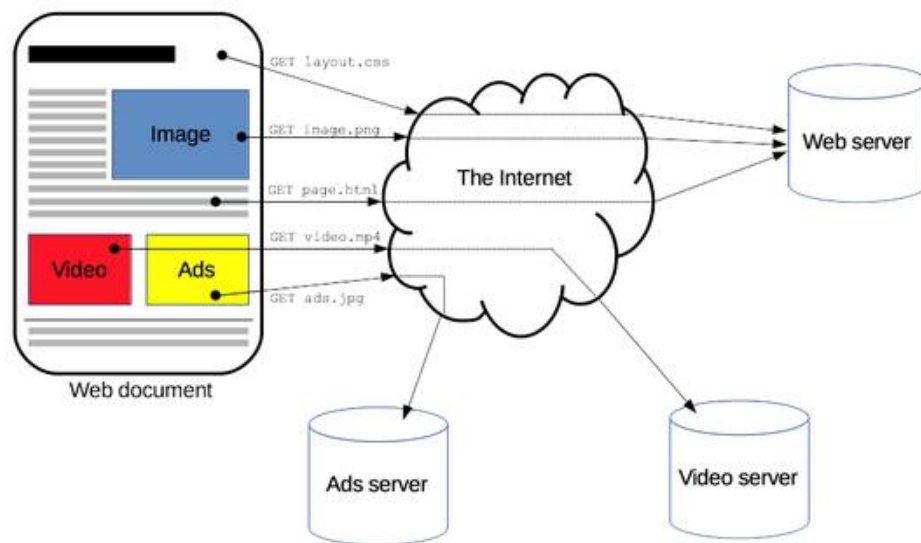 GET layout.css
Image
GET image.png
Web server
The Internet
GET page.html
GET video.mp4
Video
Ads
GET ads.jpg
Web document
Ads server
Video server